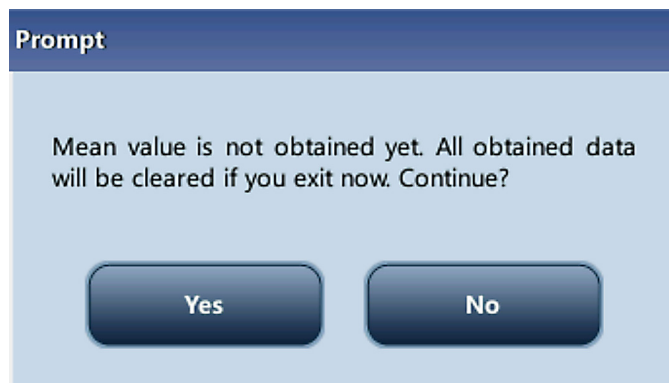 Prompt
Mean value is not obtained yet. All obtained data
will be cleared if you exit now. Continue?
Yes
No